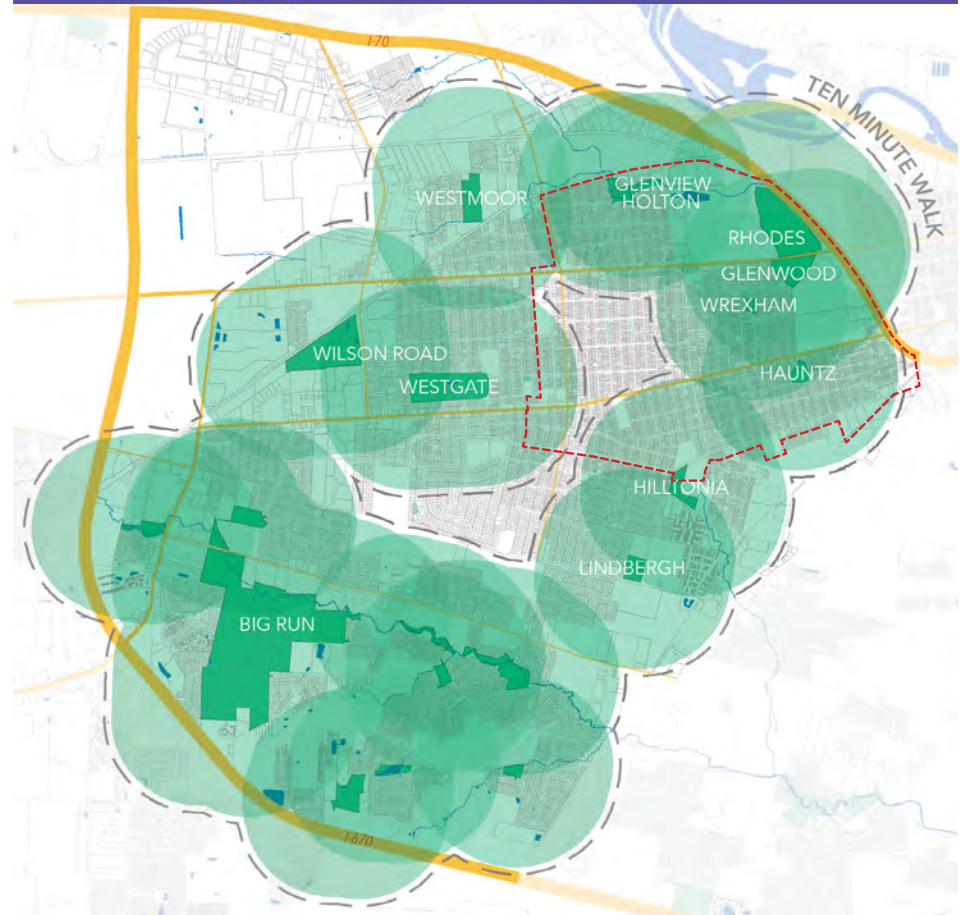 I-70
TEN MINUTE WALK
WESTMOOR
GLENVIEW
HOLTON
RHODES
GLENWOOD
WREXHAM
WILSON ROAD
WESTGATE
HAUNTZ
HILLTONIA
LINDBERGH
BIG RUN
I-670